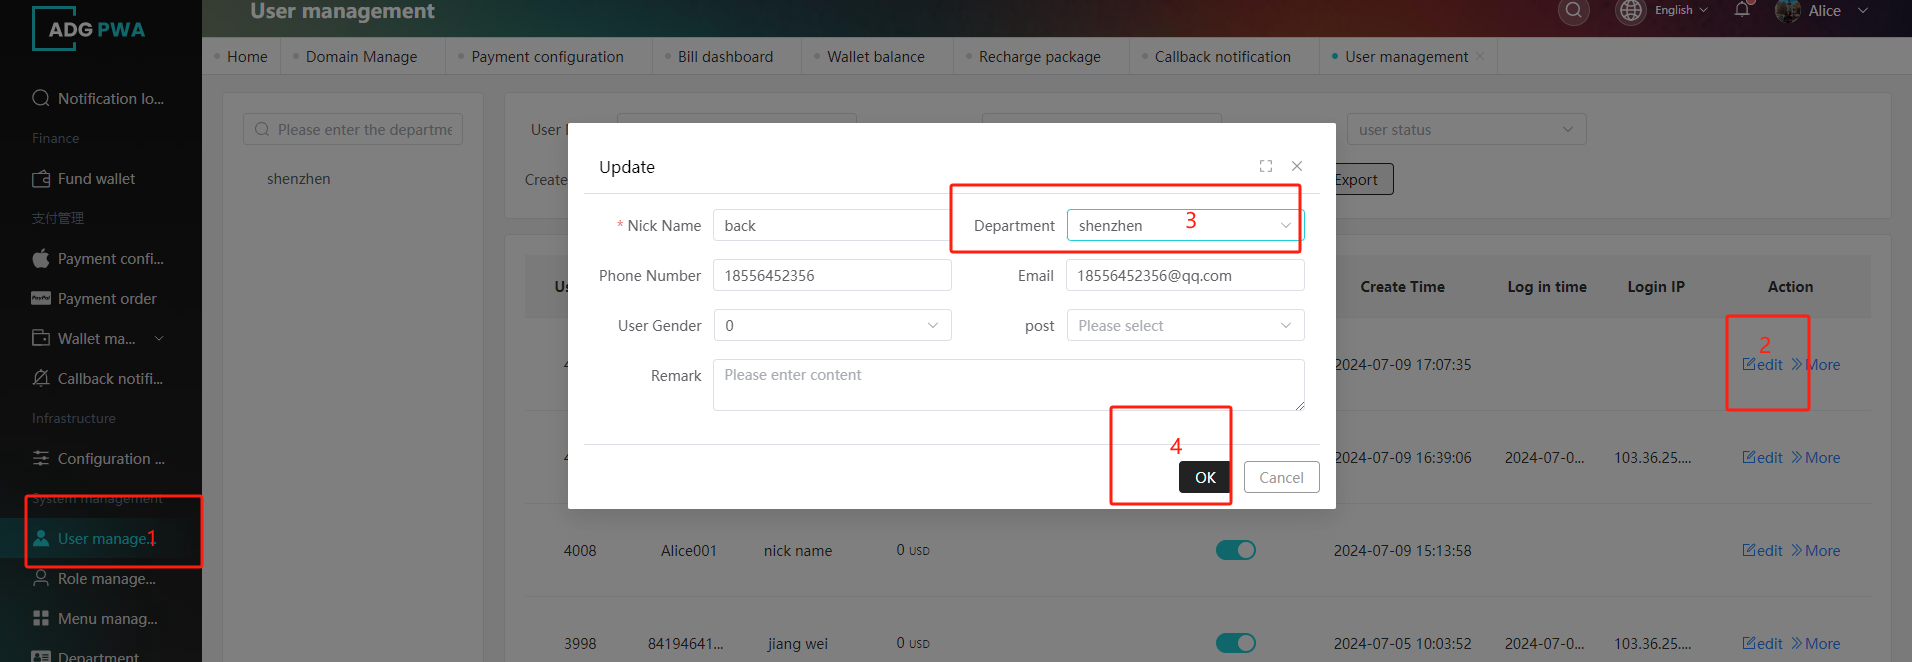 ADG PWA
User management
English
Alice
Home
Domain Manage
Payment configuration
Bill dashboard
Wallet balance
Recharge package
Callback notification
User management
Notification lo...
Finance
Fund wallet
支付管理
Payment confi...
Payment order
Wallet ma...
Callback notifi...
Infrastructure
Configuration ...
System management
User manage...
1
Role manage...
Menu manag...
Department
Please enter the departme
shenzhen
User
user status
Create
Export
Update
* Nick Name back
Department shenzhen 3
Phone Number 18556452356
Email 18556452356@qq.com
User Gender 0
post Please select
Remark Please enter content
4
OK Cancel
Create Time Log in time Login IP Action
2
2024-07-09 17:07:35 edit More
2024-07-09 16:39:06 2024-07-0... 103.36.25.... edit More
4008 Alice001 nick name 0 USD 2024-07-09 15:13:58 edit More
3998 84194641... jiang wei 0 USD 2024-07-05 10:03:52 2024-07-0... 103.36.25.... edit More